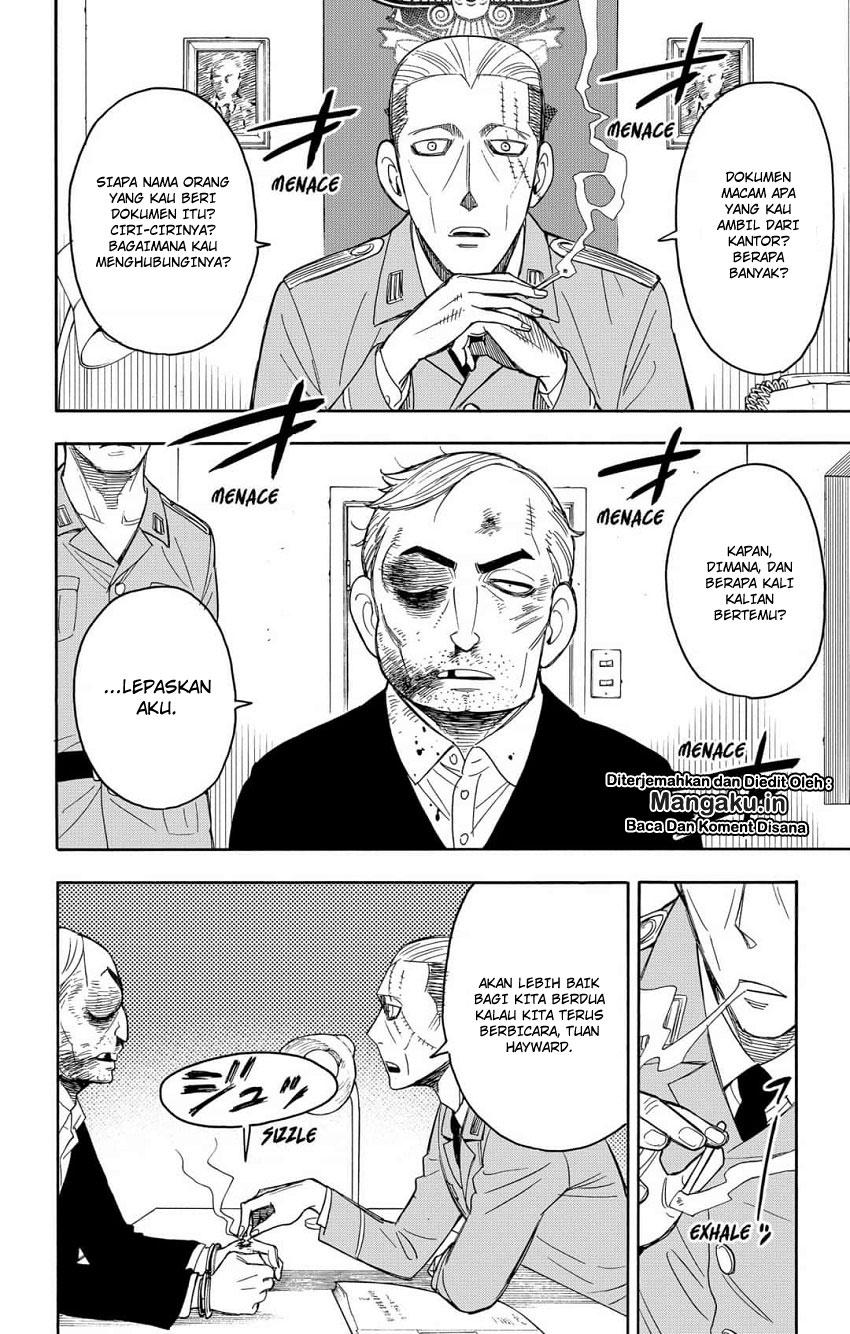 MENACE
DOKUMEN
MACAM APA
YANG KAU
AMBIL DARI
KANTOR?
BERAPA
BANYAK?
MENACE
SIAPA NAMA ORANG
YANG KAU BERI
DOKUMEN ITU?
CIRI-CIRINYA?
BAGAIMANA KAU
MENGHUBUNGINYA?
MENACE
KAPAN,
DIMANA, DAN
BERAPA KALI
KALIAN
BERTEMU?
MENACE
...LEPASKAN
AKU.
MENACE
Diterjemahkan dan Diedit Oleh :
Mangaku.in
Baca Dan Koment Disana
EXHALE ツ
AKAN LEBIH BAIK
BAGI KITA BERDUA
KALAU KITA TERUS
BERBICARA, TUAN
HAYWARD.
ジュッ
SIZZLE